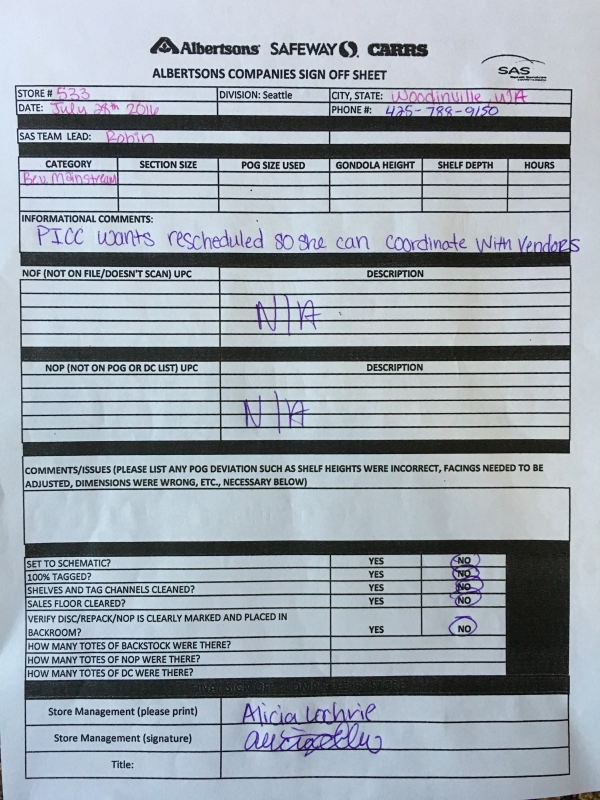 Albertsons SAFEWAY CARRS
SAS
ALBERTSONS COMPANIES SIGN OFF SHEET
STORE # 533 DIVISION: Seattle CITY, STATE: Woodinville, WA
DATE: July 28th 2016 PHONE #: 425-788-9150
SAS TEAM LEAD: Robin
CATEGORY SECTION SIZE POG SIZE USED GONDOLA HEIGHT SHELF DEPTH HOURS
Bev. Mainstream
INFORMATIONAL COMMENTS:
PICC wants rescheduled so she can coordinate with vendors
NOF (NOT ON FILE/DOESN'T SCAN) UPC DESCRIPTION
N/A
NOP (NOT ON POG OR DC LIST) UPC DESCRIPTION
N/A
COMMENTS/ISSUES (PLEASE LIST ANY POG DEVIATION SUCH AS SHELF HEIGHTS WERE INCORRECT, FACINGS NEEDED TO BE
ADJUSTED, DIMENSIONS WERE WRONG, ETC., NECESSARY BELOW)
SET TO SCHEMATIC? YES NO
100% TAGGED? YES NO
SHELVES AND TAG CHANNELS CLEANED? YES NO
SALES FLOOR CLEARED? YES NO
VERIFY DISC/REPACK/NOP IS CLEARLY MARKED AND PLACED IN
BACKROOM? YES NO
HOW MANY TOTES OF BACKSTOCK WERE THERE?
HOW MANY TOTES OF NOP WERE THERE?
HOW MANY TOTES OF DC WERE THERE?
Store Management (please print) Alicia Lochrie
Store Management (signature)
Title: